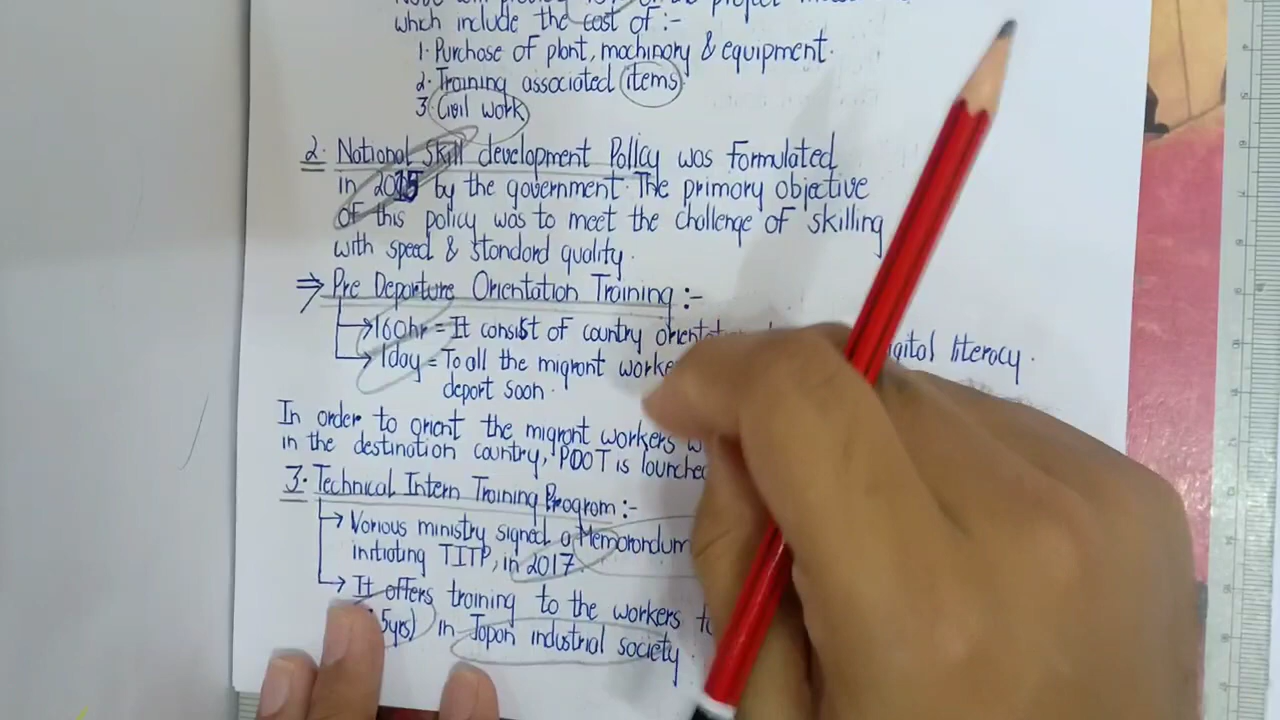 which include the cost of :-
1. Purchase of plant, machinory & equipment.
2. Training associated items
3. Civil work
2. National Skill development Policy was formulated
in 2015 by the government. The primary objective
of this policy was to meet the challenge of skilling
with speed & standard quality.
⇒ Pre Departure Orientation Training :-
→ 160hr = It consist of country digital literacy.
→ 1day = To all the migrant
depart soon.
In order to orient the migrant workers
in the destination country, PDOT is launched
3. Technical Intern Training Program :-
→ Various ministry signed a Memorandum
initiating TITP, in 2017.
→ It offers training to the workers
5yrs) in Japan industrial society.